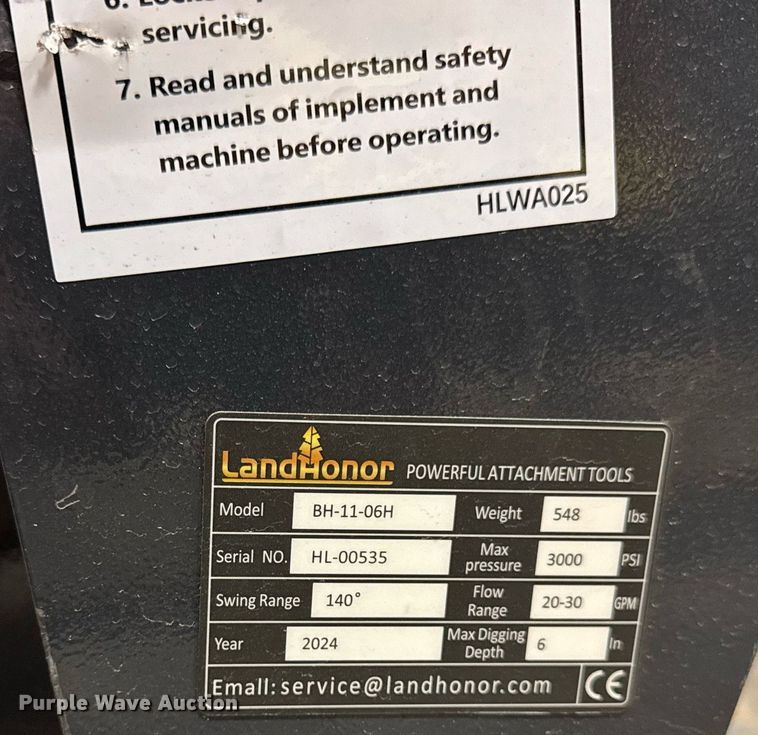 servicing.
7. Read and understand safety
manuals of implement and
machine before operating.
HLWA025
LandHonor POWERFUL ATTACHMENT TOOLS
Model BH-11-06H Weight 548 lbs
Serial NO. HL-00535 Max pressure 3000 PSI
Swing Range 140° Flow Range 20-30 GPM
Year 2024 Max Digging Depth 6 In
Email: service@landhonor.com CE
Purple Wave Auction